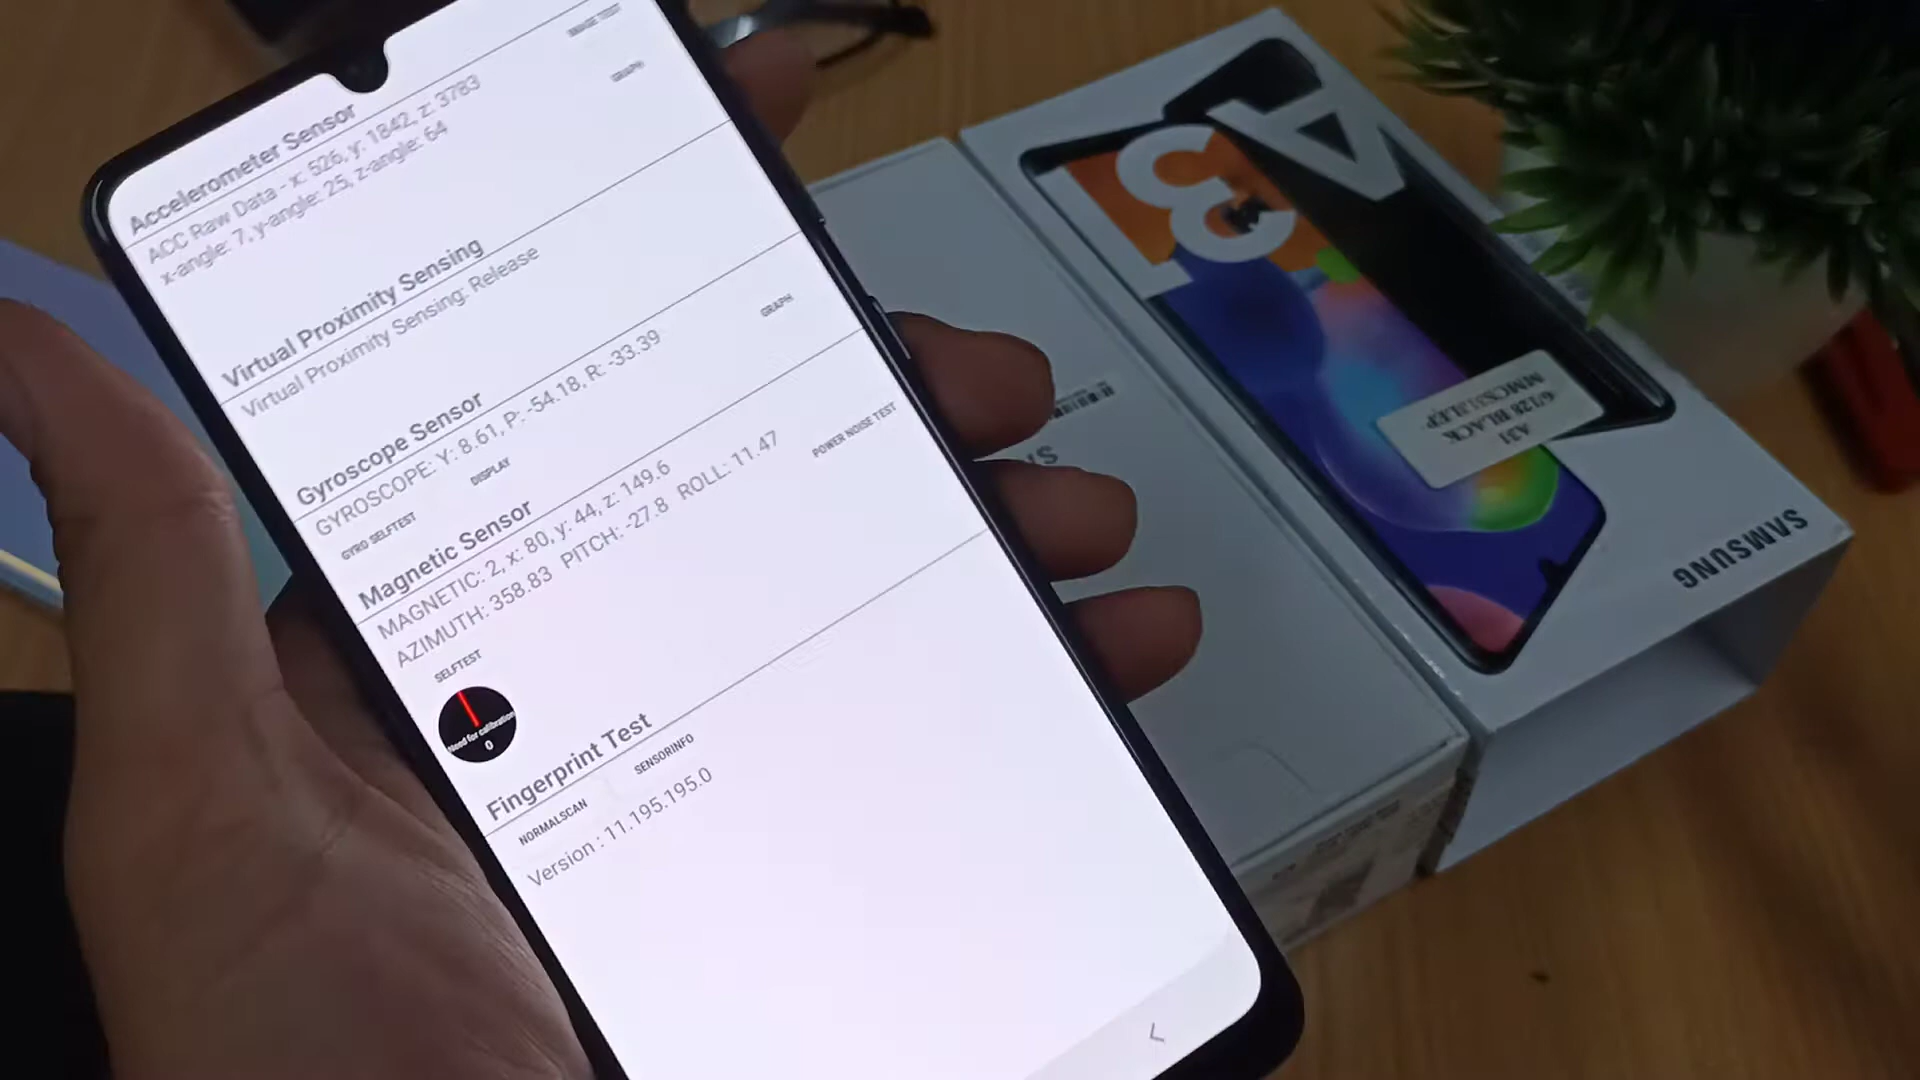 IMAGE TEST
Accelerometer Sensor
ACC Raw Data - x: 526, y: 1842, z: 3783
x-angle: 7, y-angle: 25, z-angle: 64
GRAPH
Virtual Proximity Sensing
Virtual Proximity Sensing: Release
Gyroscope Sensor
GYROSCOPE: Y: 8.61, P: -54.18, R: -33.39
GYRO SELFTEST
DISPLAY
GRAPH
Magnetic Sensor
MAGNETIC: 2, x: 80, y: 44, z: 149.6
AZIMUTH: 358.83 PITCH: -27.8 ROLL: 11.47
SELFTEST
POWER NOISE TEST
Need for calibration
0
Fingerprint Test
NORMALSCAN
SENSORINFO
Version : 11.195.195.0
A31
A31
6/128 BLACK
SAMSUNG